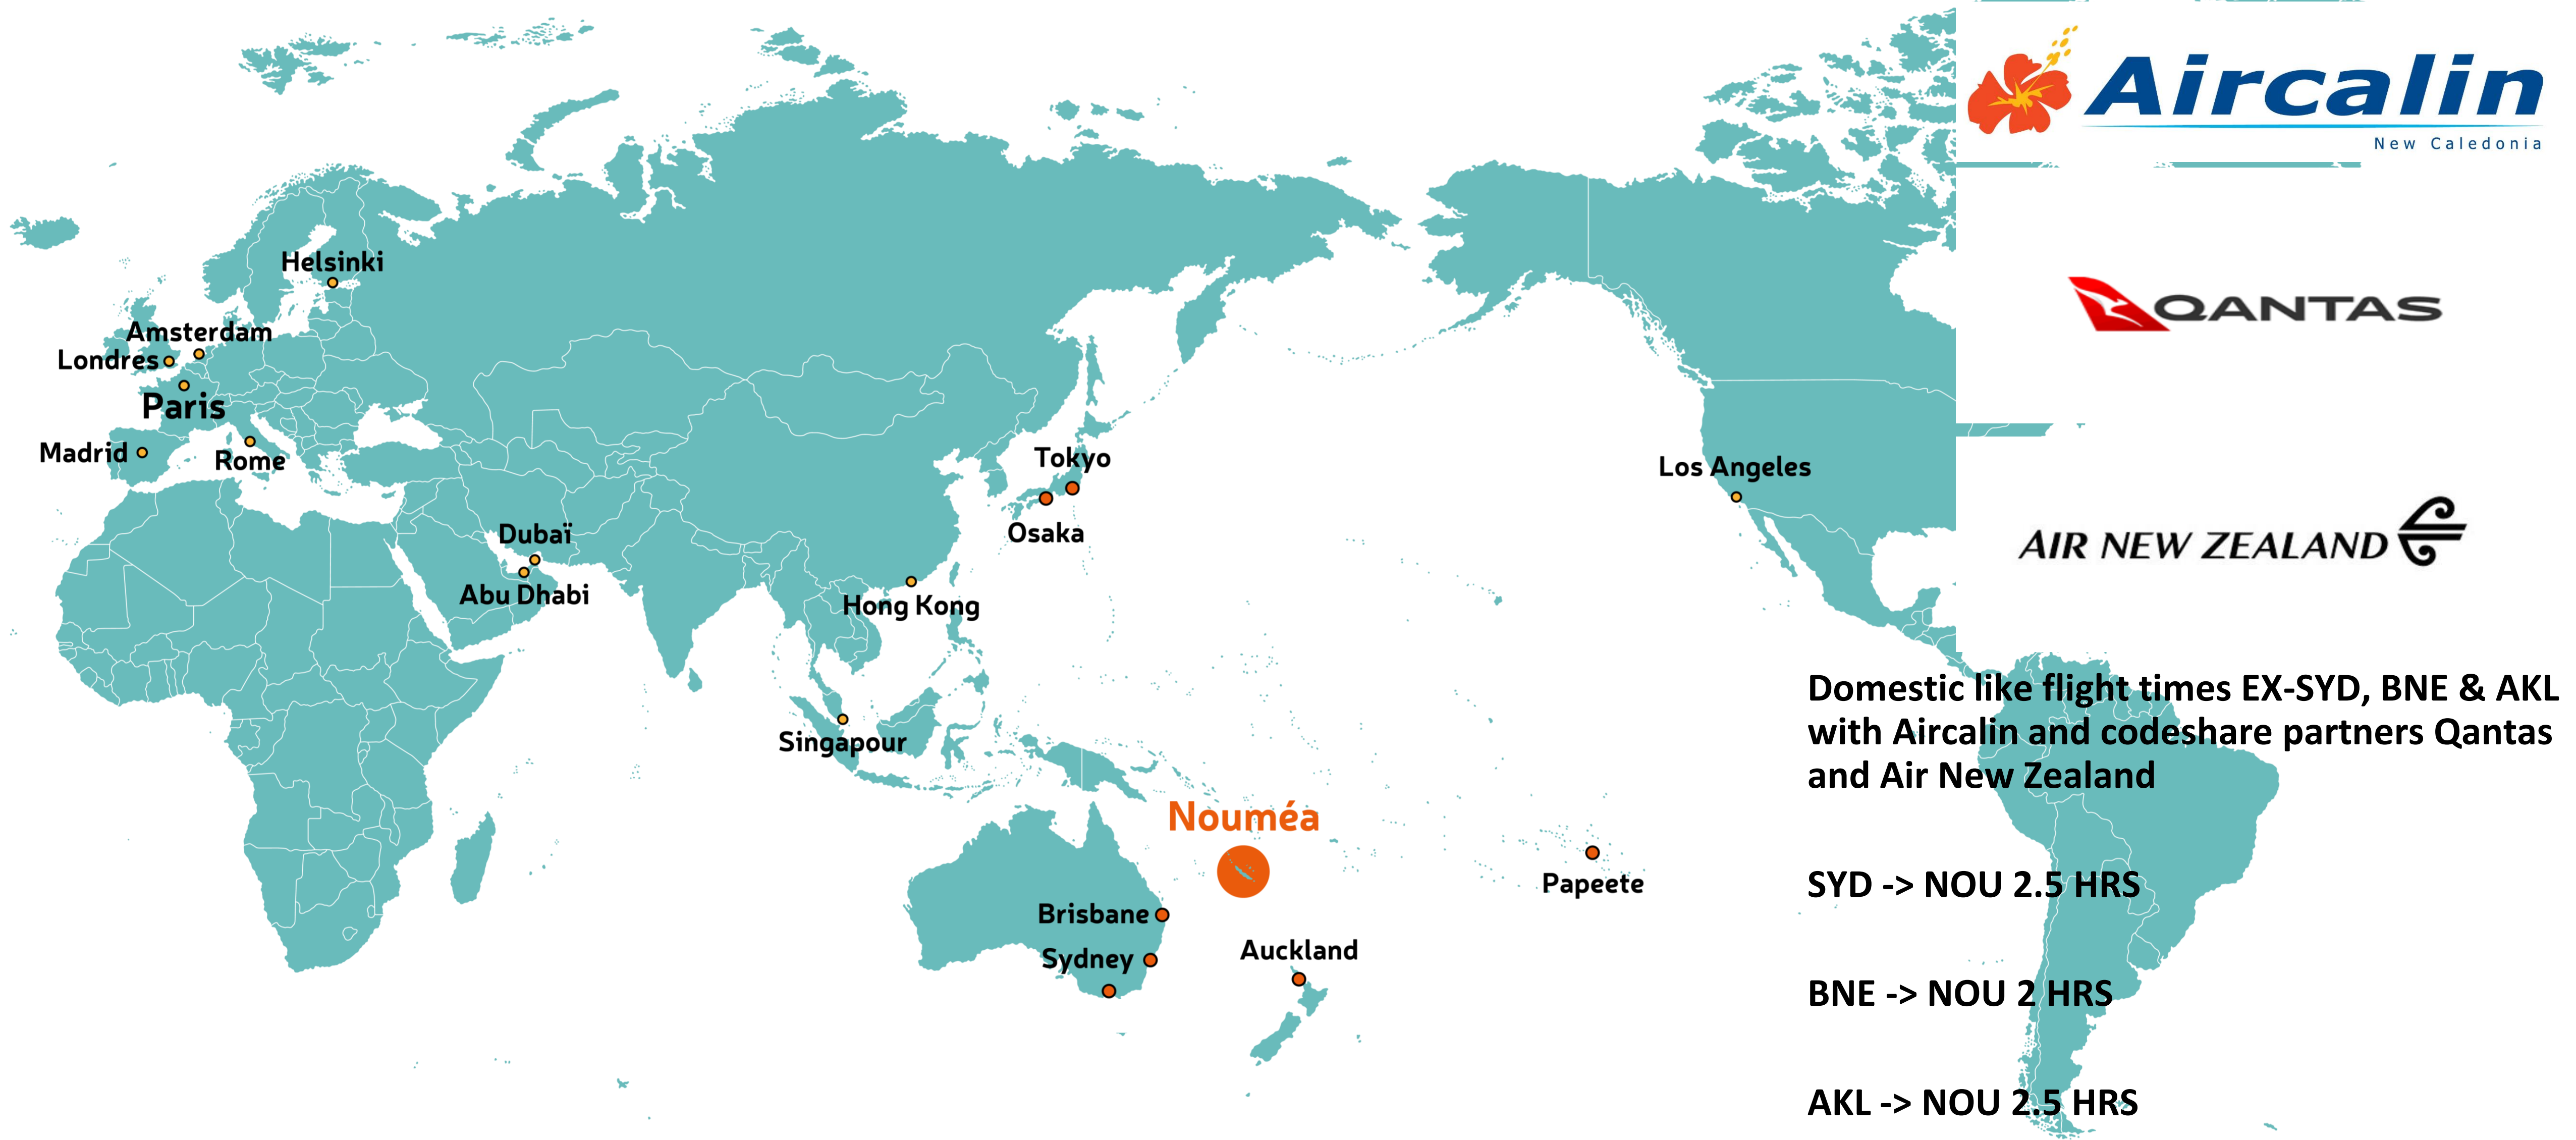 Aircalin
New Caledonia
QANTAS
AIR NEW ZEALAND
Helsinki
Amsterdam
Londres
Paris
Madrid
Rome
Tokyo
Osaka
Los Angeles
Dubaï
Abu Dhabi
Hong Kong
Singapour
Nouméa
Papeete
Brisbane
Sydney
Auckland
Domestic like flight times EX-SYD, BNE & AKL
with Aircalin and codeshare partners Qantas
and Air New Zealand
SYD -> NOU 2.5 HRS
BNE -> NOU 2 HRS
AKL -> NOU 2.5 HRS